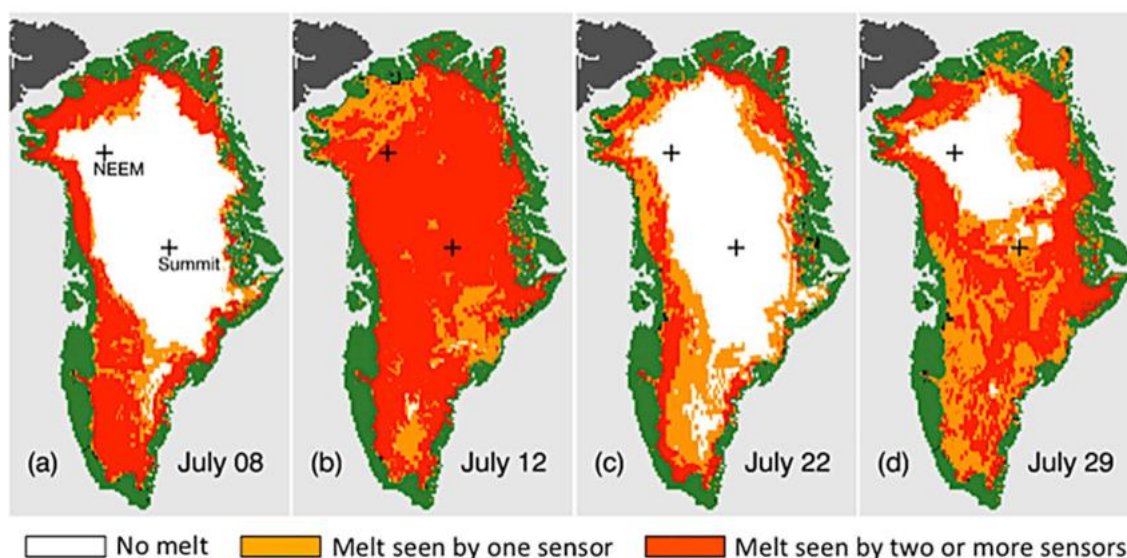 NEEM
Summit
(a) July 08
(b) July 12
(c) July 22
(d) July 29
No melt Melt seen by one sensor Melt seen by two or more sensors